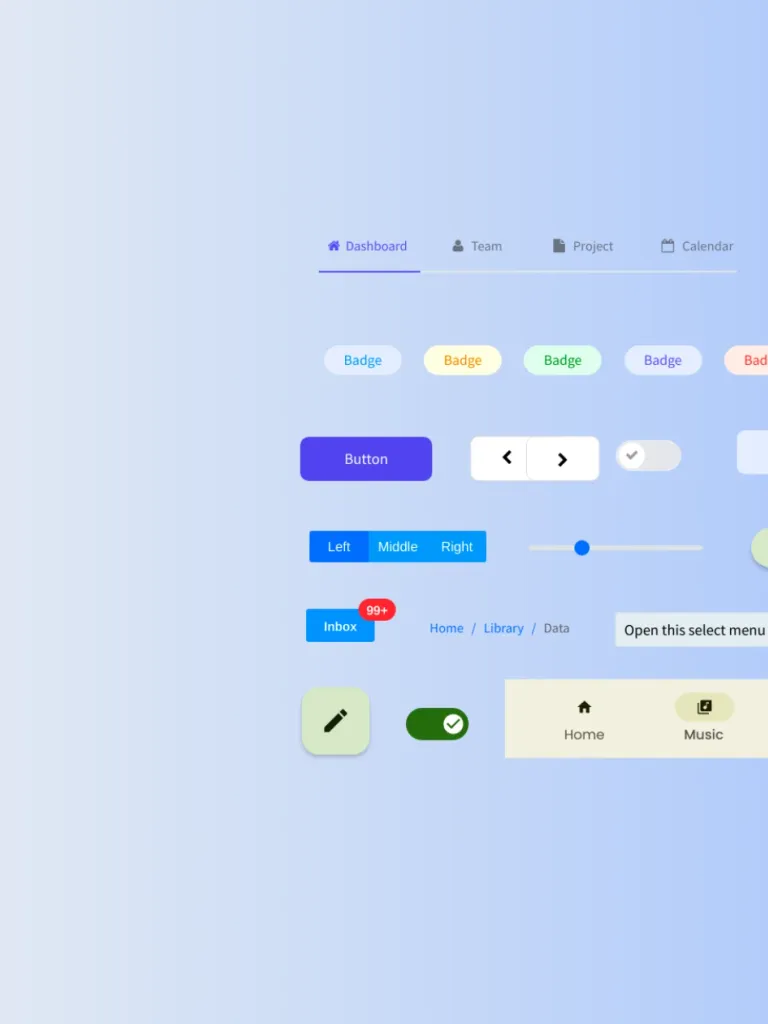 Dashboard Team Project Calendar
Badge Badge Badge Badge Bad
Button
Left Middle Right
99+
Inbox Home / Library / Data Open this select menu
Home Music